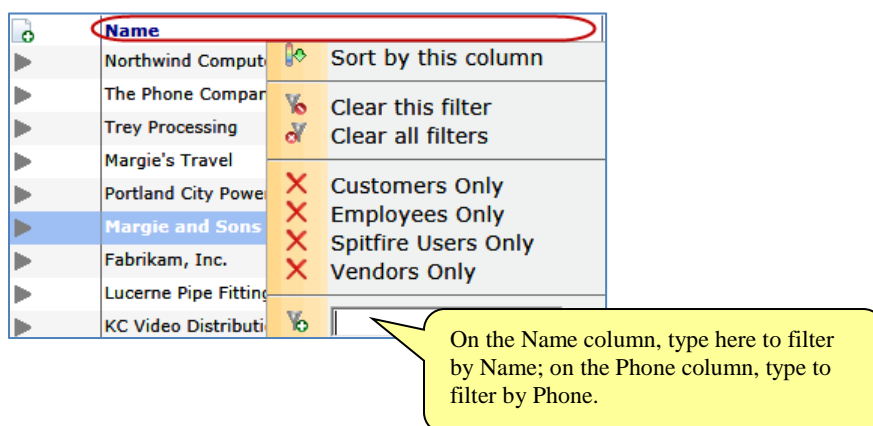 Name
Northwind Comput
The Phone Compan
Trey Processing
Margie's Travel
Portland City Power
Margie and Sons
Fabrikam, Inc.
Lucerne Pipe Fitting
KC Video Distributi
Sort by this column
Clear this filter
Clear all filters
Customers Only
Employees Only
Spitfire Users Only
Vendors Only
On the Name column, type here to filter
by Name; on the Phone column, type to
filter by Phone.